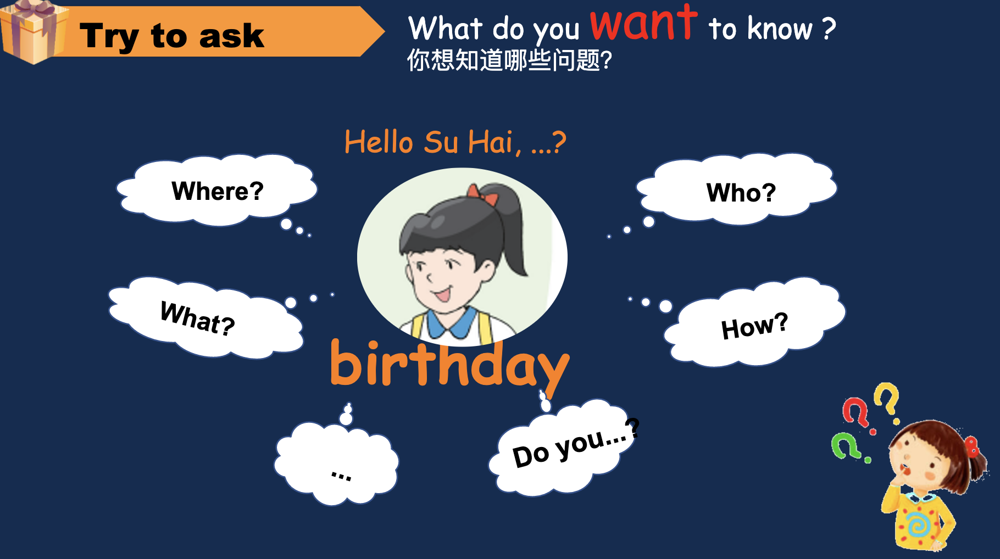 Try to ask
What do you want to know ?
你想知道哪些问题?
Hello Su Hai, ...?
Where?
Who?
What?
How?
birthday
...
Do you...?